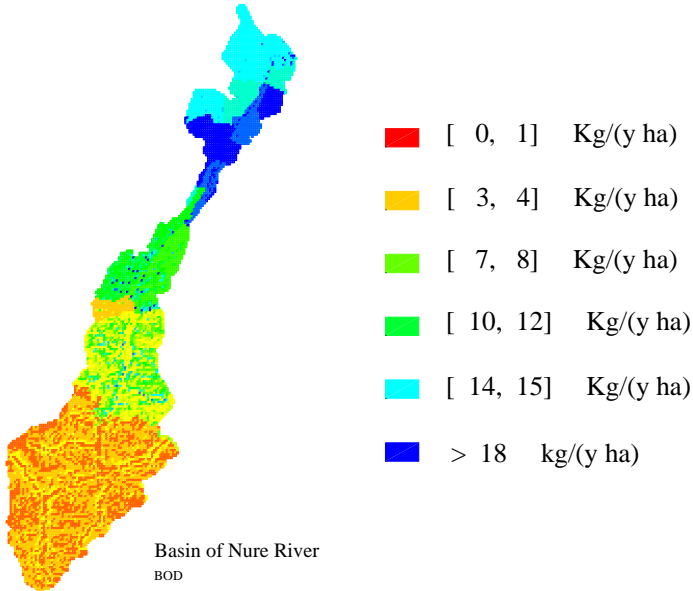 [ 0, 1] Kg/(y ha)
[ 3, 4] Kg/(y ha)
[ 7, 8] Kg/(y ha)
[ 10, 12] Kg/(y ha)
[ 14, 15] Kg/(y ha)
> 18 kg/(y ha)
Basin of Nure River
BOD